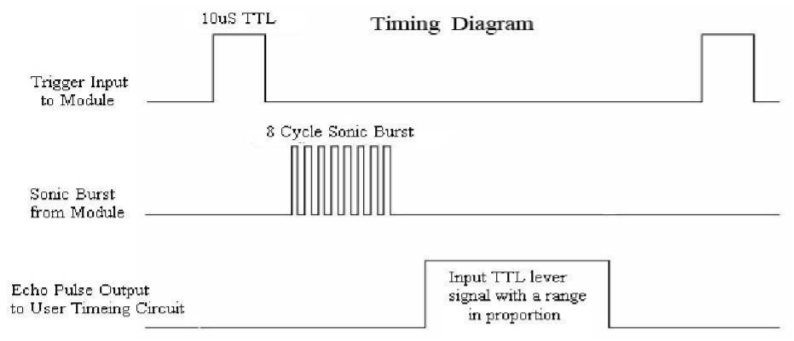 10uS TTL
Timing Diagram
Trigger Input
to Module
8 Cycle Sonic Burst
Sonic Burst
from Module
Echo Pulse Output
to User Timeing Circuit
Input TTL lever
signal with a range
in proportion